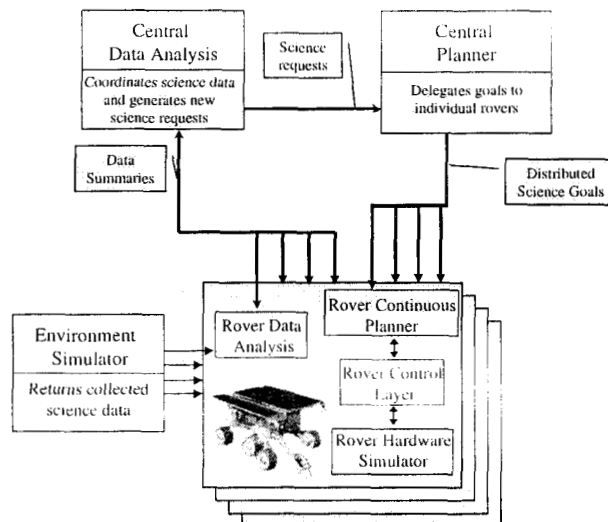 Central
Data Analysis
Coordinates science data
and generates new
science requests
Science
requests
Central
Planner
Delegates goals to
individual rovers
Data
Summaries
Distributed
Science Goals
Rover Continuous
Planner
Rover Data
Analysis
Rover Control
Layer
Rover Hardware
Simulator
Environment
Simulator
Returns collected
science data